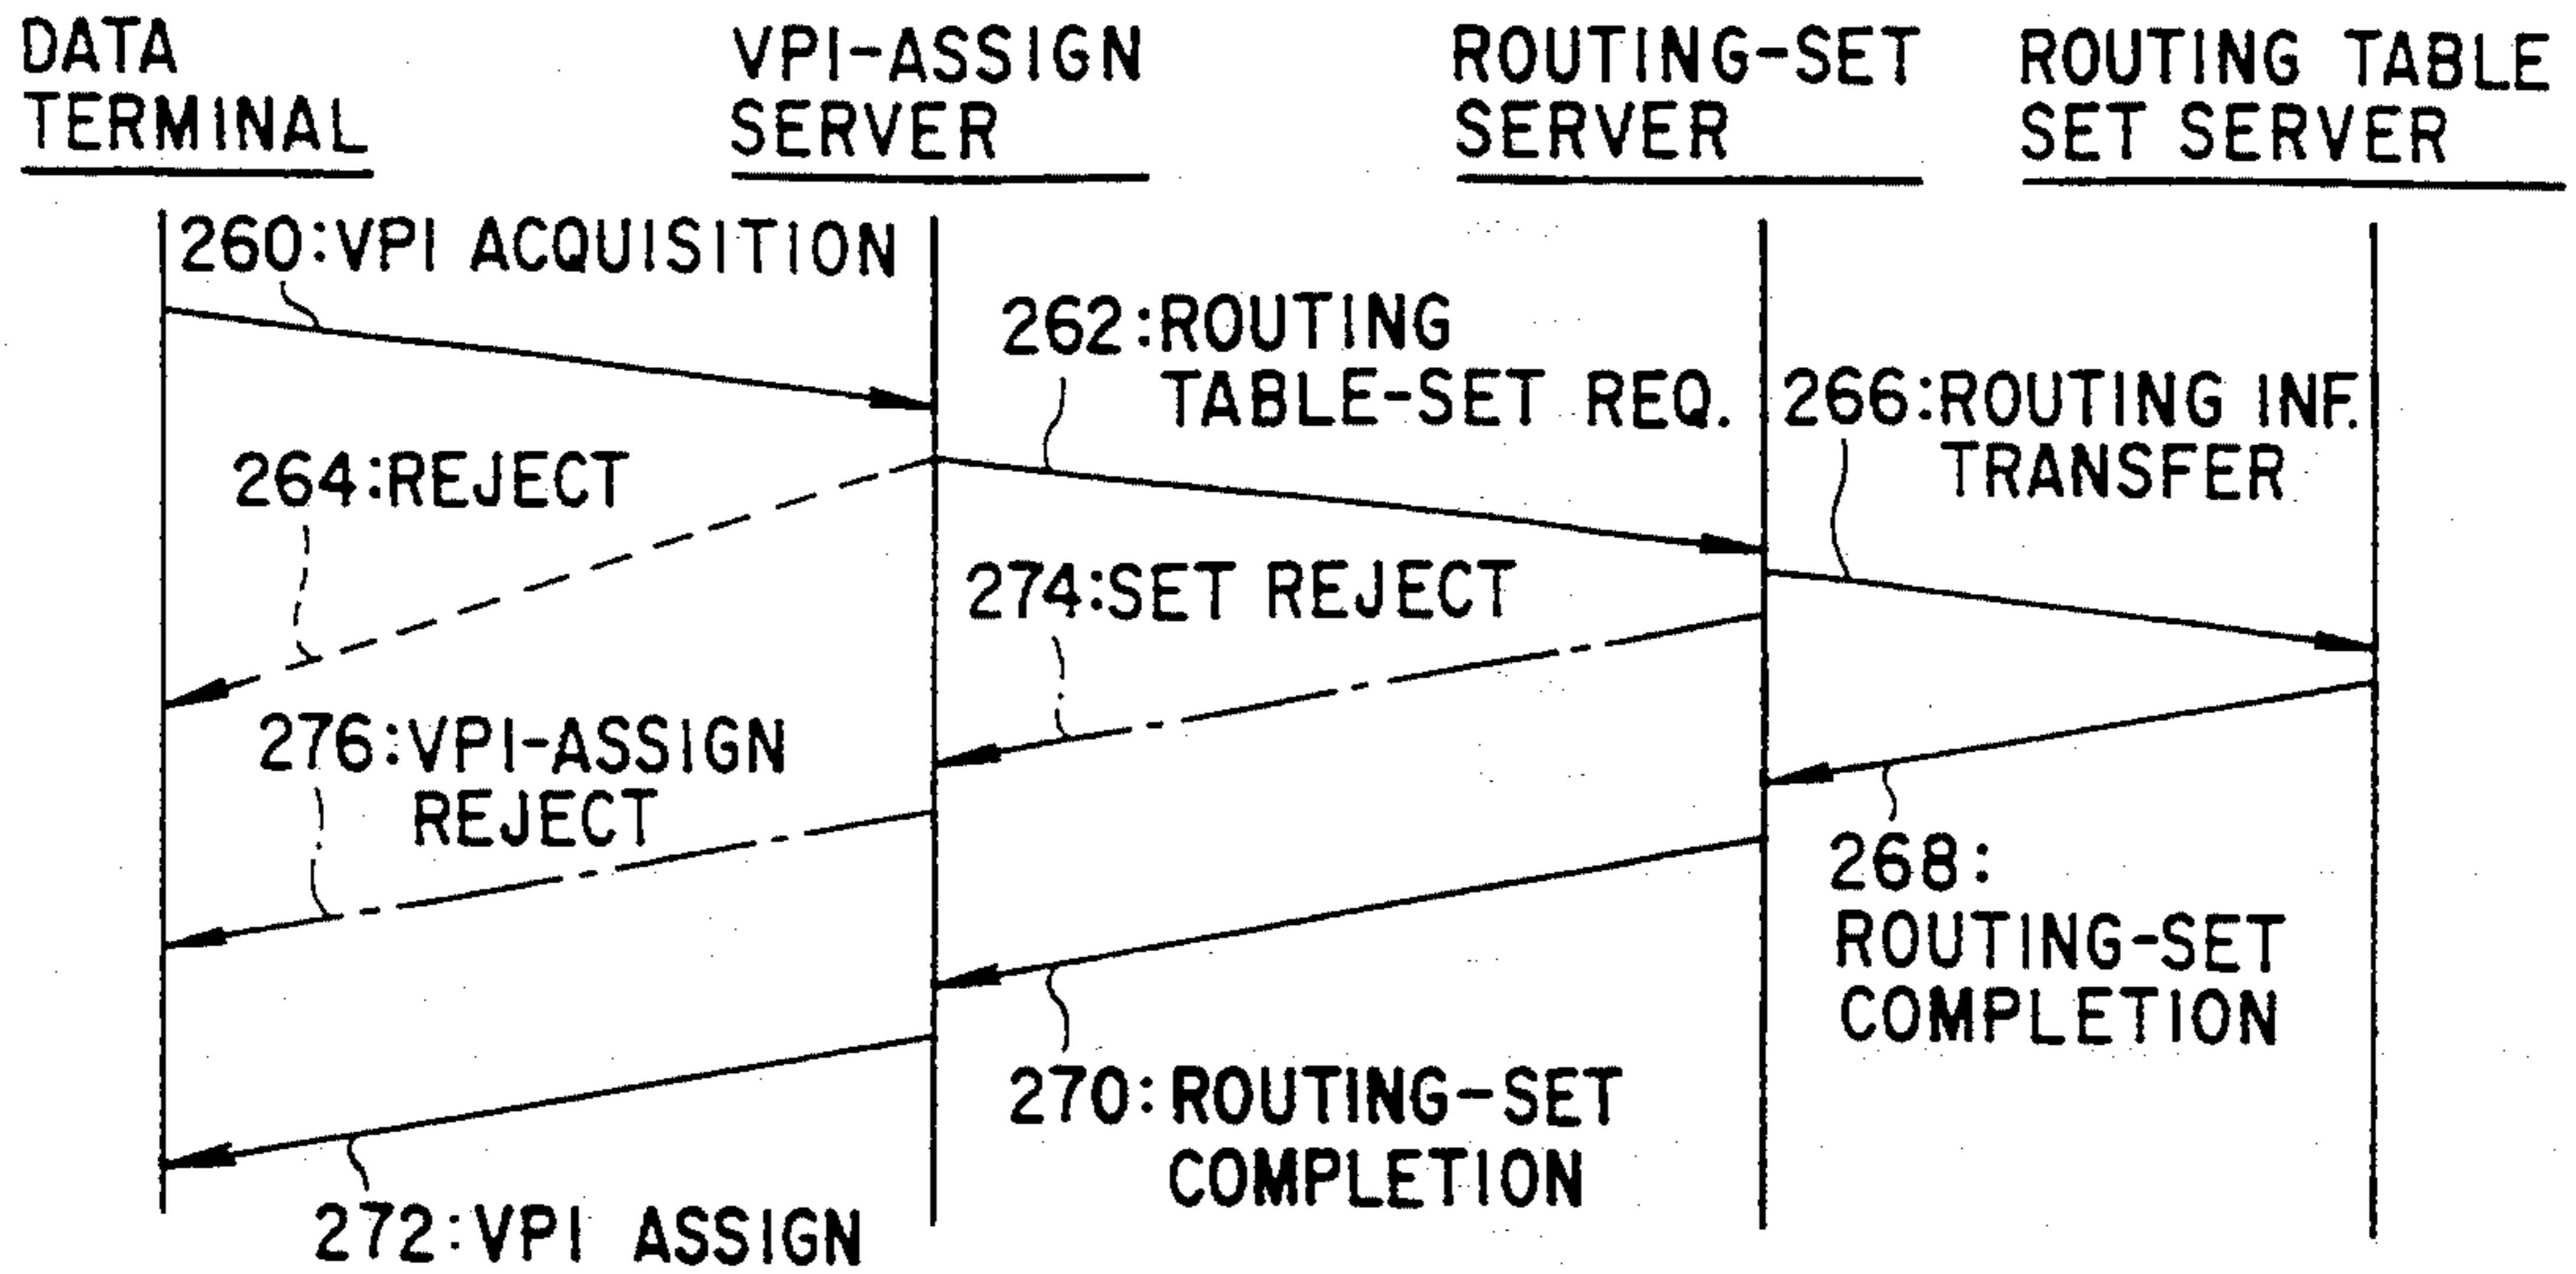 DATA
TERMINAL
VPI-ASSIGN
SERVER
ROUTING-SET
SERVER
ROUTING TABLE
SET SERVER
260:VPI ACQUISITION
262:ROUTING
TABLE-SET REQ.
266:ROUTING INF.
TRANSFER
264:REJECT
274:SET REJECT
276:VPI-ASSIGN
REJECT
268:
ROUTING-SET
COMPLETION
270:ROUTING-SET
COMPLETION
272:VPI ASSIGN